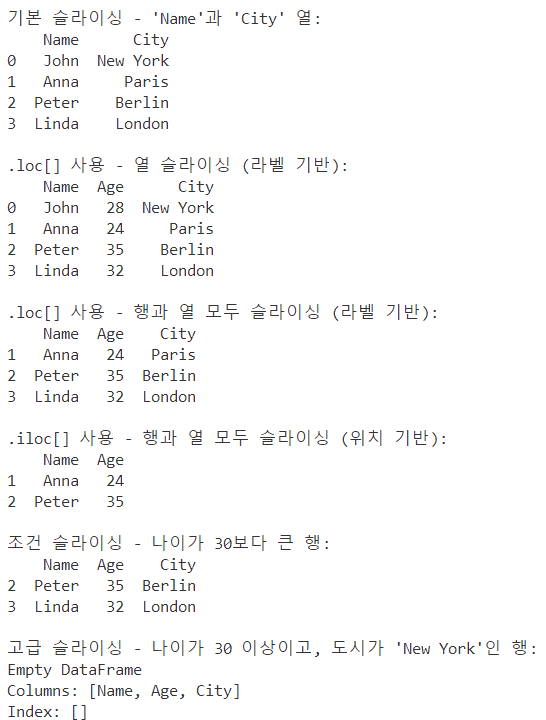 기본 슬라이싱 - 'Name'과 'City' 열:
    Name      City
0   John  New York
1   Anna     Paris
2  Peter    Berlin
3  Linda    London

.loc[] 사용 - 열 슬라이싱 (라벨 기반):
    Name  Age      City
0   John   28  New York
1   Anna   24     Paris
2  Peter   35    Berlin
3  Linda   32    London

.loc[] 사용 - 행과 열 모두 슬라이싱 (라벨 기반):
    Name  Age    City
1   Anna   24   Paris
2  Peter   35  Berlin
3  Linda   32  London

.iloc[] 사용 - 행과 열 모두 슬라이싱 (위치 기반):
    Name  Age
1   Anna   24
2  Peter   35

조건 슬라이싱 - 나이가 30보다 큰 행:
    Name  Age    City
2  Peter   35  Berlin
3  Linda   32  London

고급 슬라이싱 - 나이가 30 이상이고, 도시가 'New York'인 행:
Empty DataFrame
Columns: [Name, Age, City]
Index: []